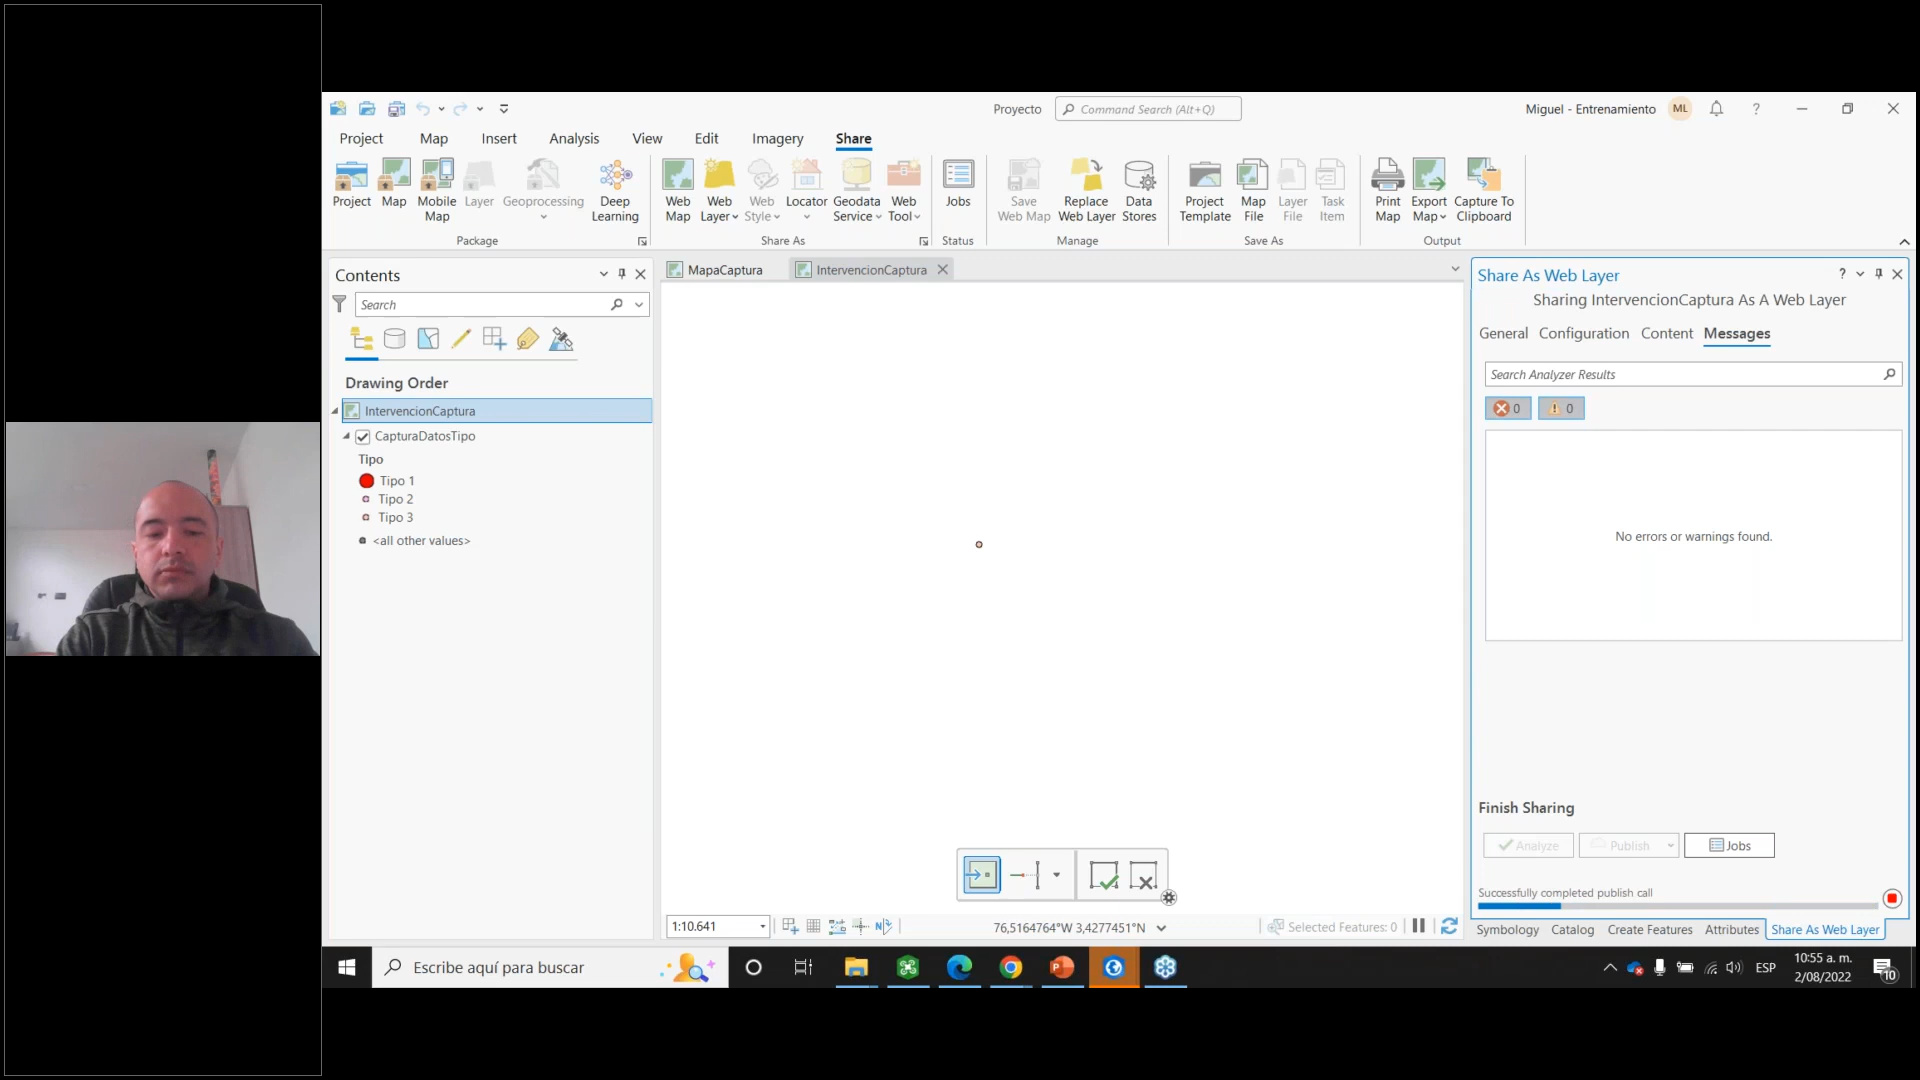 Proyecto
Command Search (Alt+Q)
Miguel - Entrenamiento
ML
?
Project
Map
Insert
Analysis
View
Edit
Imagery
Share
Project
Map
Mobile Map
Layer
Geoprocessing
Deep Learning
Package
Web Map
Web Layer
Web Style
Locator
Geodata Service
Web Tool
Share As
Jobs
Status
Save Web Map
Replace Web Layer
Data Stores
Manage
Project Template
Map File
Layer File
Task Item
Save As
Print Map
Export Map
Capture To Clipboard
Output
Contents
Search
Drawing Order
IntervencionCaptura
CapturaDatosTipo
Tipo
Tipo 1
Tipo 2
Tipo 3
<all other values>
MapaCaptura
IntervencionCaptura
1:10.641
76,5164764°W 3,4277451°N
Selected Features: 0
Share As Web Layer
?
Sharing IntervencionCaptura As A Web Layer
General
Configuration
Content
Messages
Search Analyzer Results
0
0
No errors or warnings found.
Finish Sharing
Analyze
Publish
Jobs
Successfully completed publish call
Symbology
Catalog
Create Features
Attributes
Share As Web Layer
Escribe aquí para buscar
ESP
10:55 a. m.
2/08/2022
10